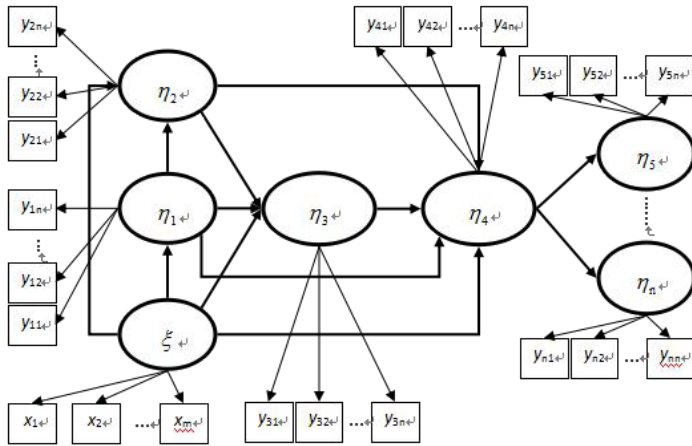 y2n↵
y22↵
y21↵
y1n↵
y12↵
y11↵
x1↵ x2↵ …↵ xm↵
η2↵
η1↵
ξ↵
η3↵
y31↵ y32↵ …↵ y3n↵
y41↵ y42↵ …↵ y4n↵
η4↵
y51↵ y52↵ …↵ y5n↵
η5↵
ηn↵
yn1↵ yn2↵ …↵ ynn↵